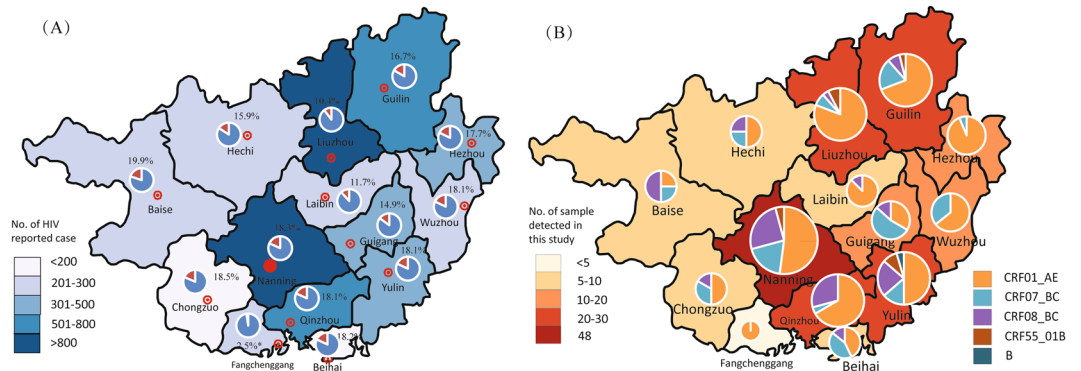 (A)
16.7%
Guilin
15.9%
Hechi
Liuzhou
17.7%
Hezhou
19.9%
Baise
11.7%
Laibin
18.1%
Wuzhou
14.9%
Guigang
Nanning
18.1%
Yulin
18.5%
Chongzuo
18.1%
Qinzhou
2.5%*
Fangchenggang
18.2%
Beihai
No. of HIV
reported case
<200
201-300
301-500
501-800
>800
(B)
Guilin
Hechi
Liuzhou
Hezhou
Baise
Laibin
Wuzhou
Guigang
Nanning
Chongzuo
Qinzhou
Yulin
Fangchenggang
Beihai
No. of sample
detected in
this study
<5
5-10
10-20
20-30
48
CRF01_AE
CRF07_BC
CRF08_BC
CRF55_01B
B